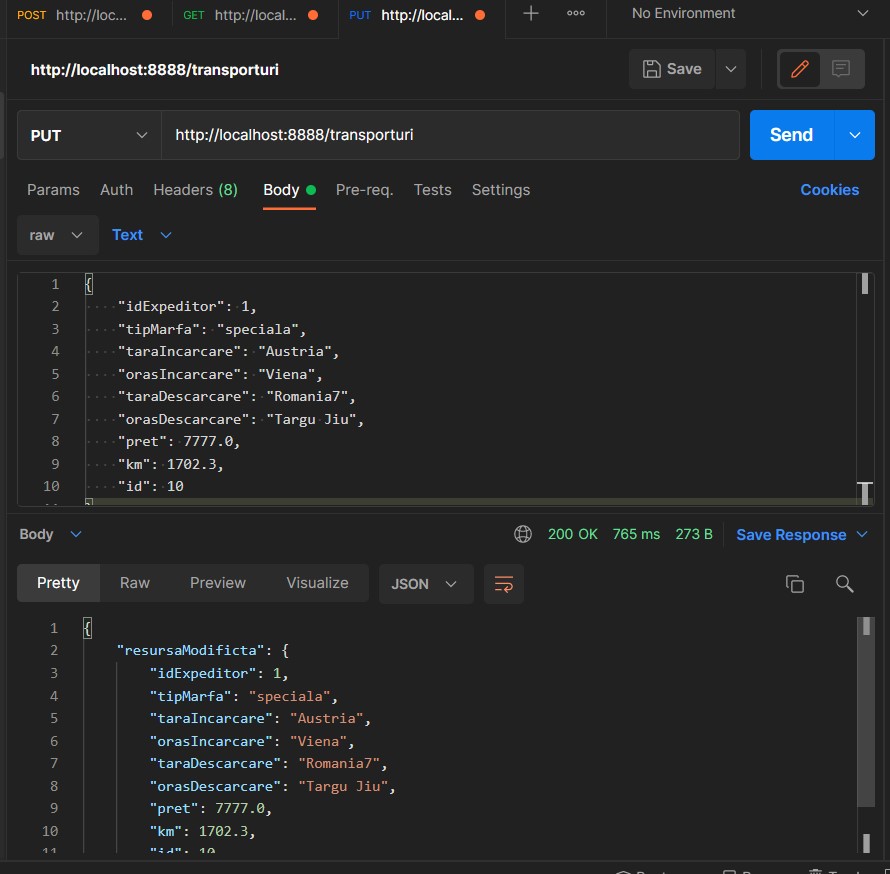 POST http://loc... GET http://local... PUT http://local... No Environment
http://localhost:8888/transporturi Save
PUT http://localhost:8888/transporturi Send
Params Auth Headers (8) Body Pre-req. Tests Settings Cookies
raw Text
1 {
2 "idExpeditor": 1,
3 "tipMarfa": "speciala",
4 "taraIncarcare": "Austria",
5 "orasIncarcare": "Viena",
6 "taraDescarcare": "Romania7",
7 "orasDescarcare": "Targu Jiu",
8 "pret": 7777.0,
9 "km": 1702.3,
10 "id": 10
Body 200 OK 765 ms 273 B Save Response
Pretty Raw Preview Visualize JSON
1 {
2 "resursaModificta": {
3 "idExpeditor": 1,
4 "tipMarfa": "speciala",
5 "taraIncarcare": "Austria",
6 "orasIncarcare": "Viena",
7 "taraDescarcare": "Romania7",
8 "orasDescarcare": "Targu Jiu",
9 "pret": 7777.0,
10 "km": 1702.3,
11 "id": 10